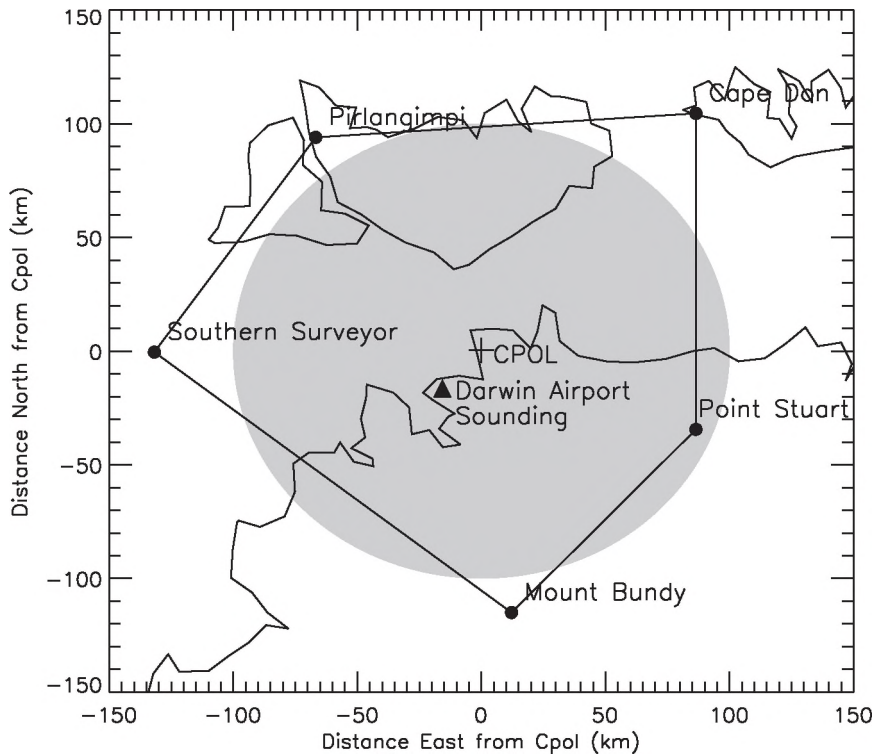 150
100
50
0
−50
−100
−150
Distance North from Cpol (km)
Pirlangimpi
Cape Don
Southern Surveyor
CPOL
Darwin Airport
Sounding
Point Stuart
Mount Bundy
−150 −100 −50 0 50 100 150
Distance East from Cpol (km)